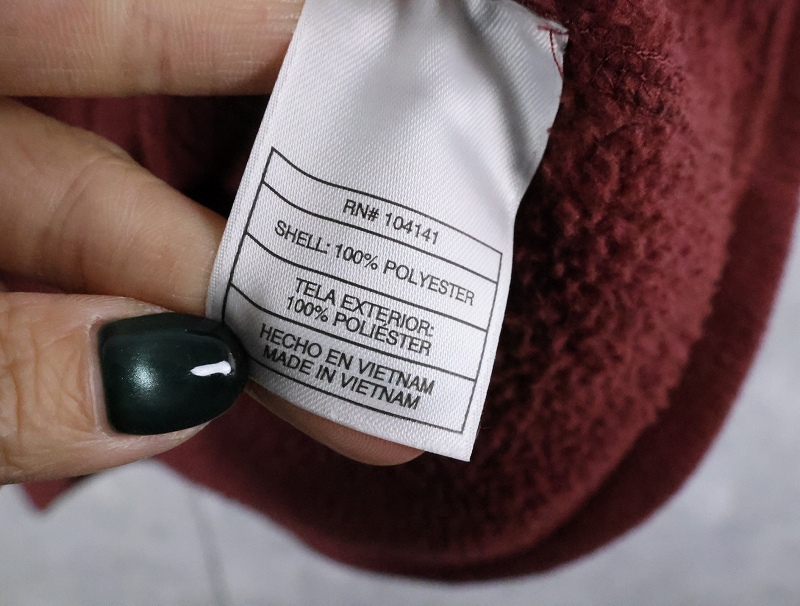 RN# 104141
SHELL: 100% POLYESTER
TELA EXTERIOR:
100% POLIÉSTER
HECHO EN VIETNAM
MADE IN VIETNAM